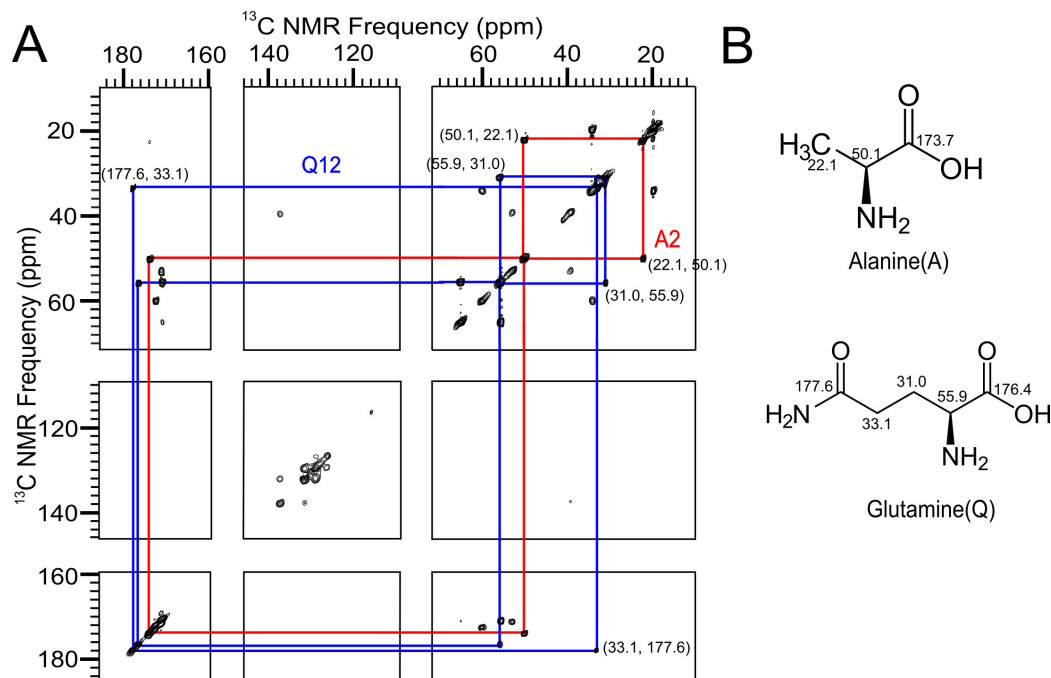 A
13C NMR Frequency (ppm)
180 160 140 120 60 40 20
13C NMR Frequency (ppm)
20
40
60
120
140
160
180
(50.1, 22.1)
(55.9, 31.0)
(177.6, 33.1)
Q12
A2
(22.1, 50.1)
(31.0, 55.9)
(33.1, 177.6)
B
O
H3C
22.1
50.1
173.7
OH
NH2
Alanine(A)
O
O
177.6
31.0
55.9
176.4
H2N
33.1
OH
NH2
Glutamine(Q)